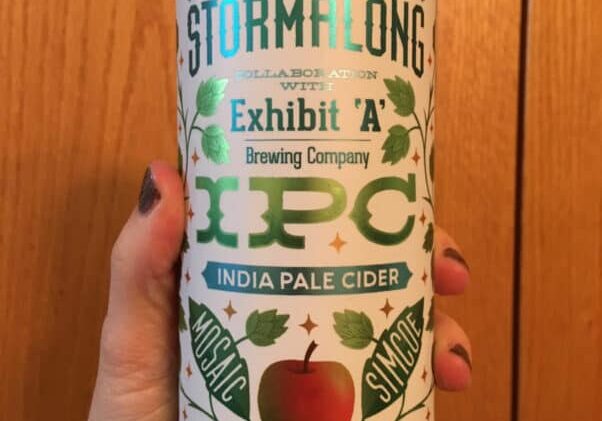 STORMALONG
COLLABORATION
WITH
Exhibit 'A'
Brewing Company
IPC
INDIA PALE CIDER
MOSAIC
SIMCOE